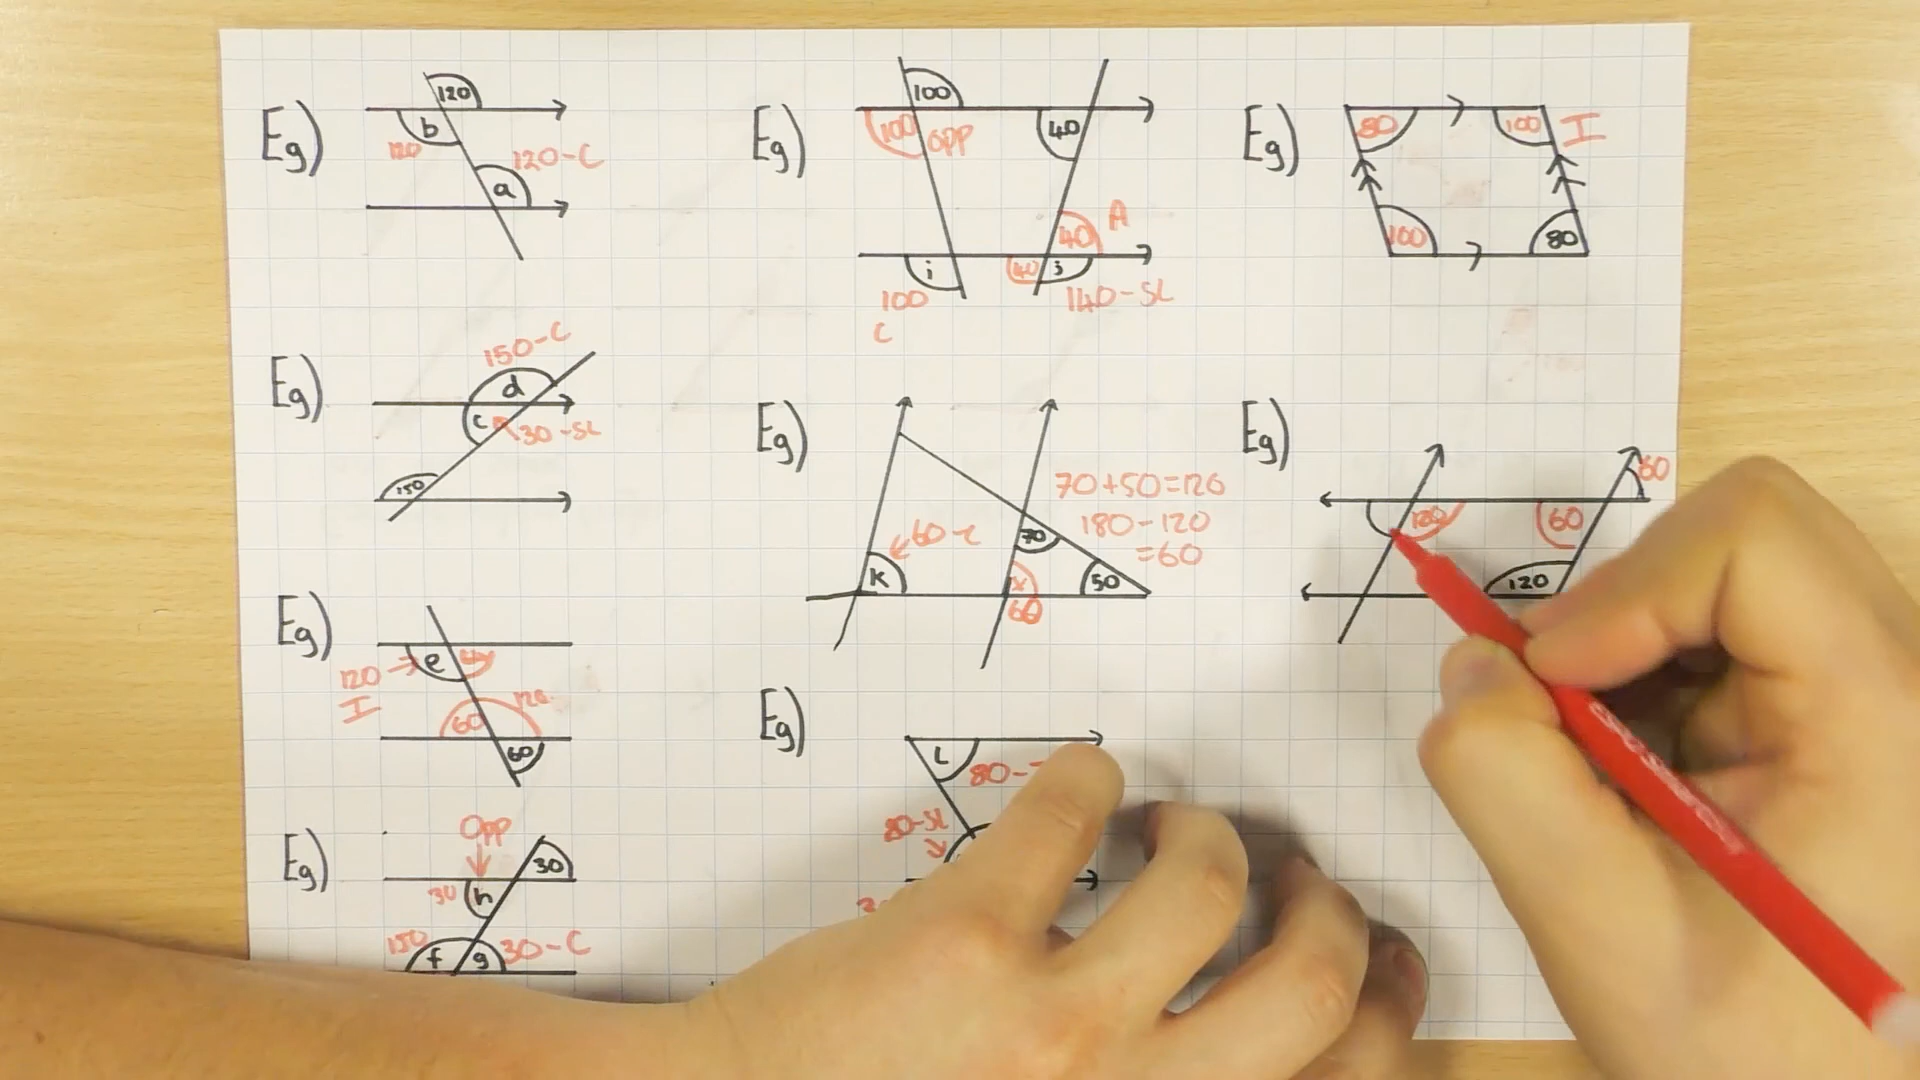 Eg)
120
b
120
120-C
a
Eg)
150-C
d
c
30-SL
150
Eg)
120
I
e
60
120
60
Eg)
Opp
30
30
h
150
30-C
f
g
Eg)
100
100
opp
40
A
40
i
40
j
100
C
140-SL
Eg)
70+50=120
180-120
=60
60-C
70
K
x
50
60
Eg)
L
80-
80-SL
Eg)
80
100
I
100
80
Eg)
60
120
60
120